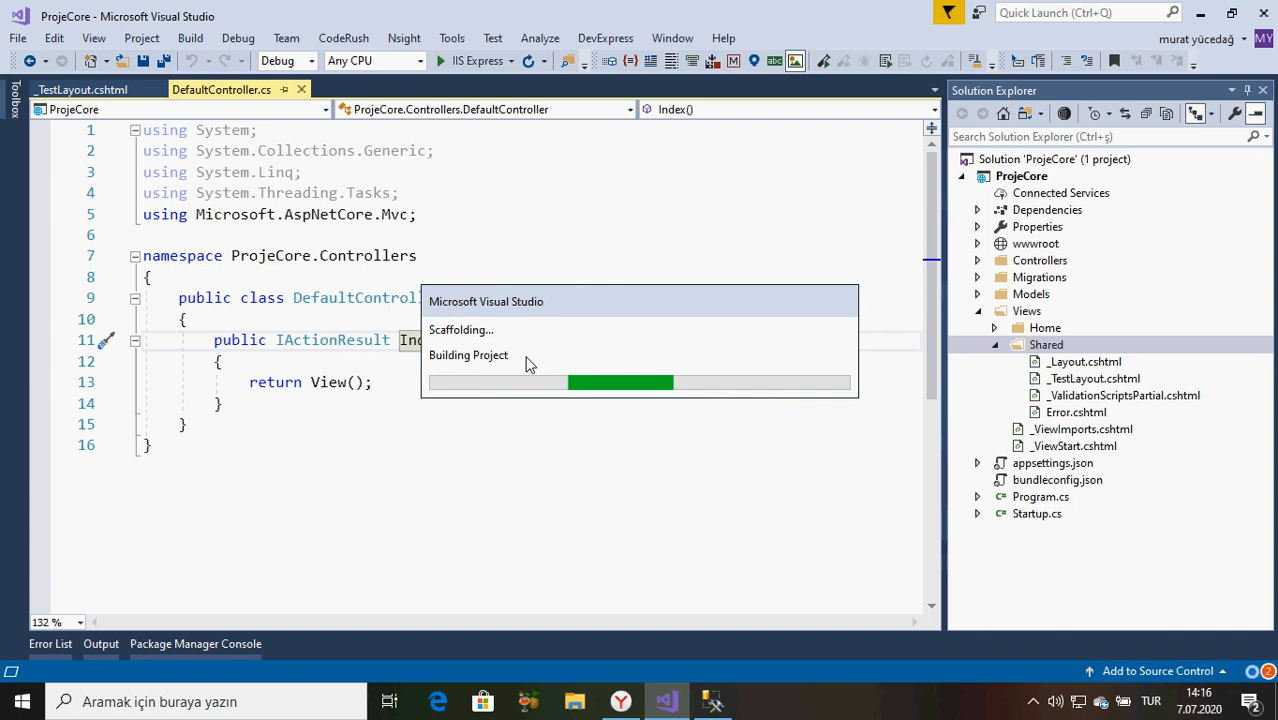 ProjeCore - Microsoft Visual Studio
Quick Launch (Ctrl+Q)
File Edit View Project Build Debug Team CodeRush Nsight Tools Test Analyze DevExpress Window Help
murat yücedağ MY
Debug Any CPU IIS Express abc
Toolbox
_TestLayout.cshtml DefaultController.cs
ProjeCore ProjeCore.Controllers.DefaultController Index()
1 using System;
2 using System.Collections.Generic;
3 using System.Linq;
4 using System.Threading.Tasks;
5 using Microsoft.AspNetCore.Mvc;
6
7 namespace ProjeCore.Controllers
8 {
9 public class DefaultControll
10 {
11 public IActionResult Ind
12 {
13 return View();
14 }
15 }
16 }
132 %
Microsoft Visual Studio
Scaffolding...
Building Project
Solution Explorer
Search Solution Explorer (Ctrl+ş)
Solution 'ProjeCore' (1 project)
ProjeCore
Connected Services
Dependencies
Properties
wwwroot
Controllers
Migrations
Models
Views
Home
Shared
_Layout.cshtml
_TestLayout.cshtml
_ValidationScriptsPartial.cshtml
Error.cshtml
_ViewImports.cshtml
_ViewStart.cshtml
appsettings.json
bundleconfig.json
Program.cs
Startup.cs
Error List Output Package Manager Console
Add to Source Control 2
Aramak için buraya yazın
TUR
14:16
7.07.2020
2